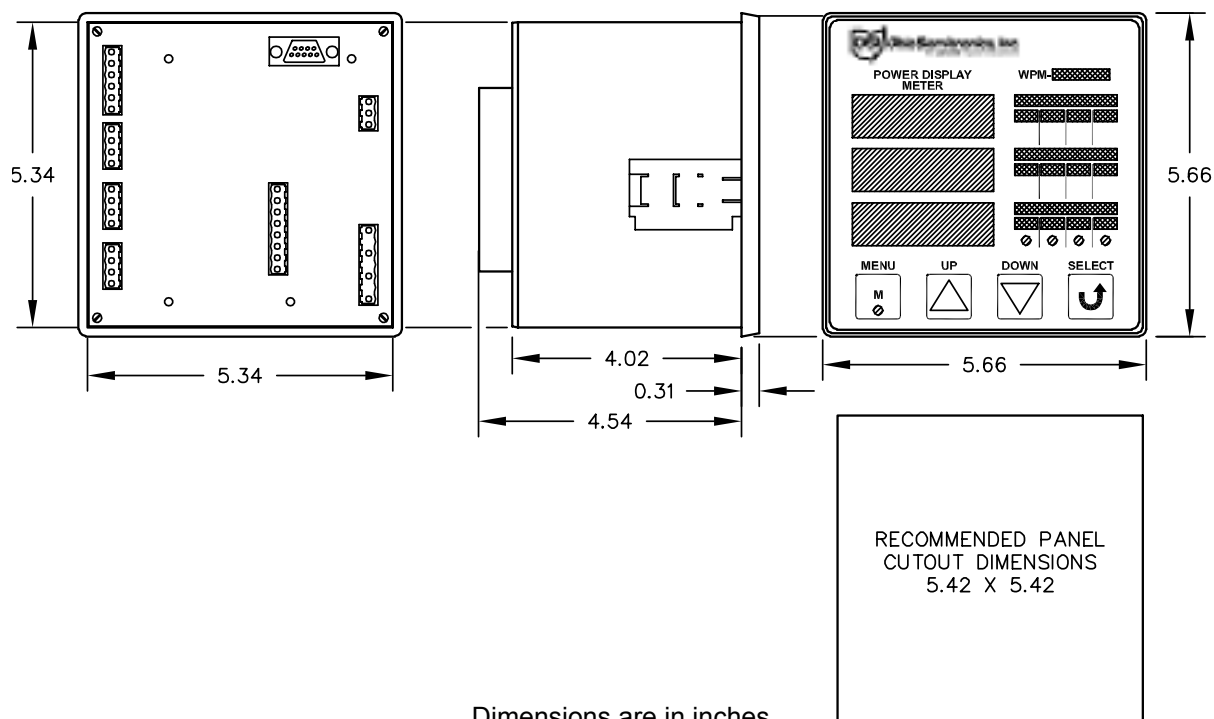 POWER DISPLAY
METER
WPM-
5.34
5.66
MENU
UP
DOWN
SELECT
M
4.02
5.34
5.66
0.31
4.54
RECOMMENDED PANEL
CUTOUT DIMENSIONS
5.42 X 5.42
Dimensions are in inches